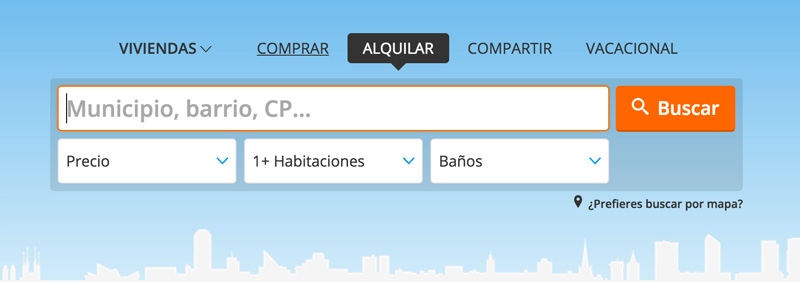 VIVIENDAS COMPRAR ALQUILAR COMPARTIR VACACIONAL
Municipio, barrio, CP... Buscar
Precio 1+ Habitaciones Baños
¿Prefieres buscar por mapa?